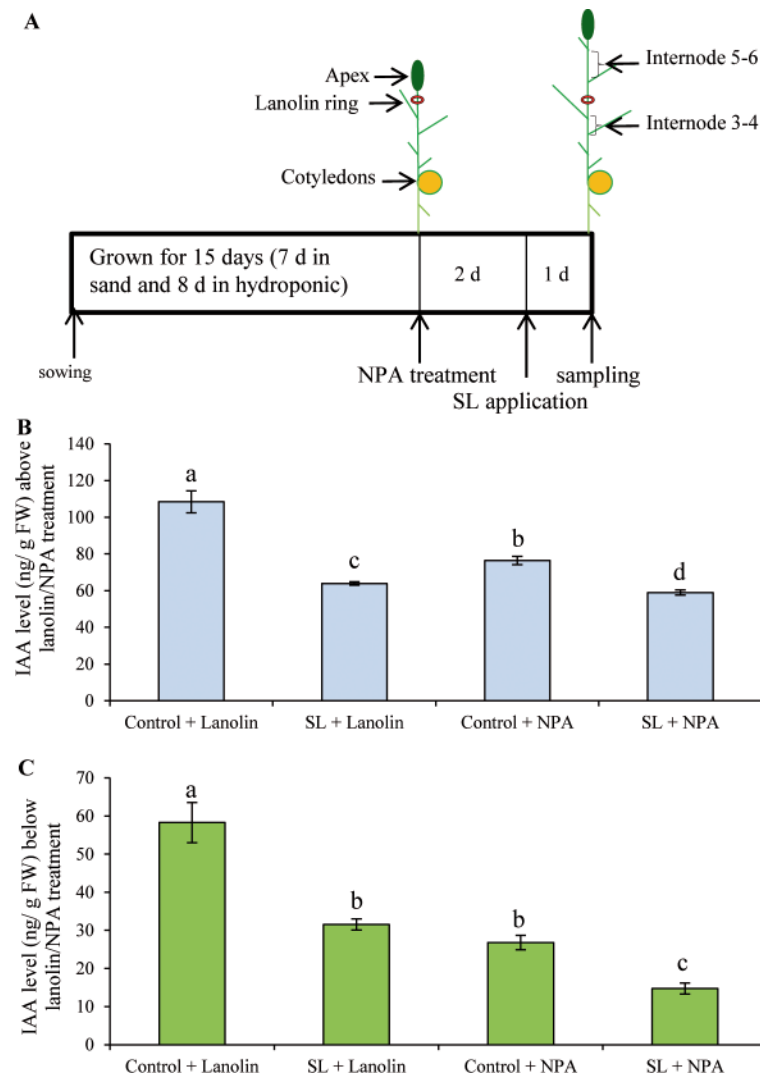 A
Apex
Lanolin ring
Cotyledons
Internode 5-6
Internode 3-4
Grown for 15 days (7 d in
sand and 8 d in hydroponic)
2 d
1 d
sowing
NPA treatment
SL application
sampling
B
IAA level (ng/ g FW) above
lanolin/NPA treatment
140
120
100
80
60
40
20
0
a
c
b
d
Control + Lanolin
SL + Lanolin
Control + NPA
SL + NPA
C
IAA level (ng/ g FW) below
lanolin/NPA treatment
70
60
50
40
30
20
10
0
a
b
b
c
Control + Lanolin
SL + Lanolin
Control + NPA
SL + NPA